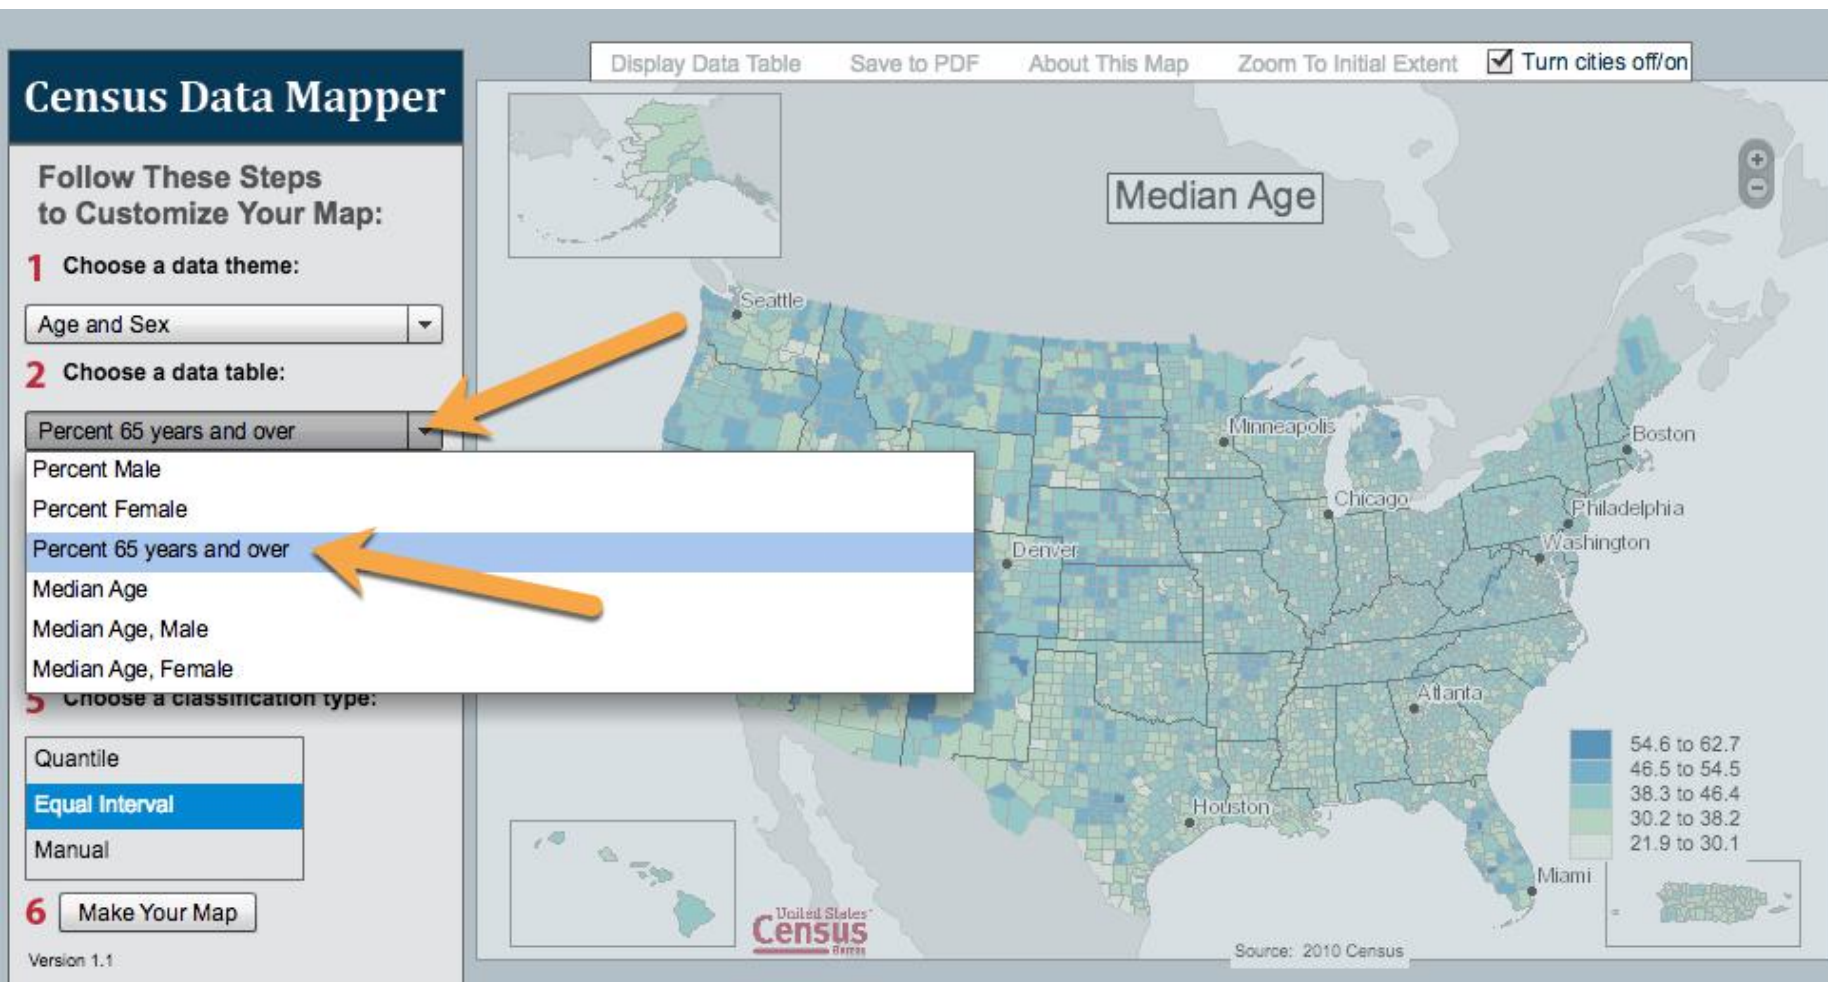 Display Data Table Save to PDF About This Map Zoom To Initial Extent Turn cities off/on
Census Data Mapper
Follow These Steps
to Customize Your Map:
1 Choose a data theme:
Age and Sex
2 Choose a data table:
Percent 65 years and over
Percent Male
Percent Female
Percent 65 years and over
Median Age
Median Age, Male
Median Age, Female
5 Choose a classification type:
Quantile
Equal Interval
Manual
6 Make Your Map
Version 1.1
Median Age
Seattle
Minneapolis
Boston
Chicago
Philadelphia
Washington
Denver
Atlanta
Houston
Miami
54.6 to 62.7
46.5 to 54.5
38.3 to 46.4
30.2 to 38.2
21.9 to 30.1
United States
Census
Bureau
Source: 2010 Census